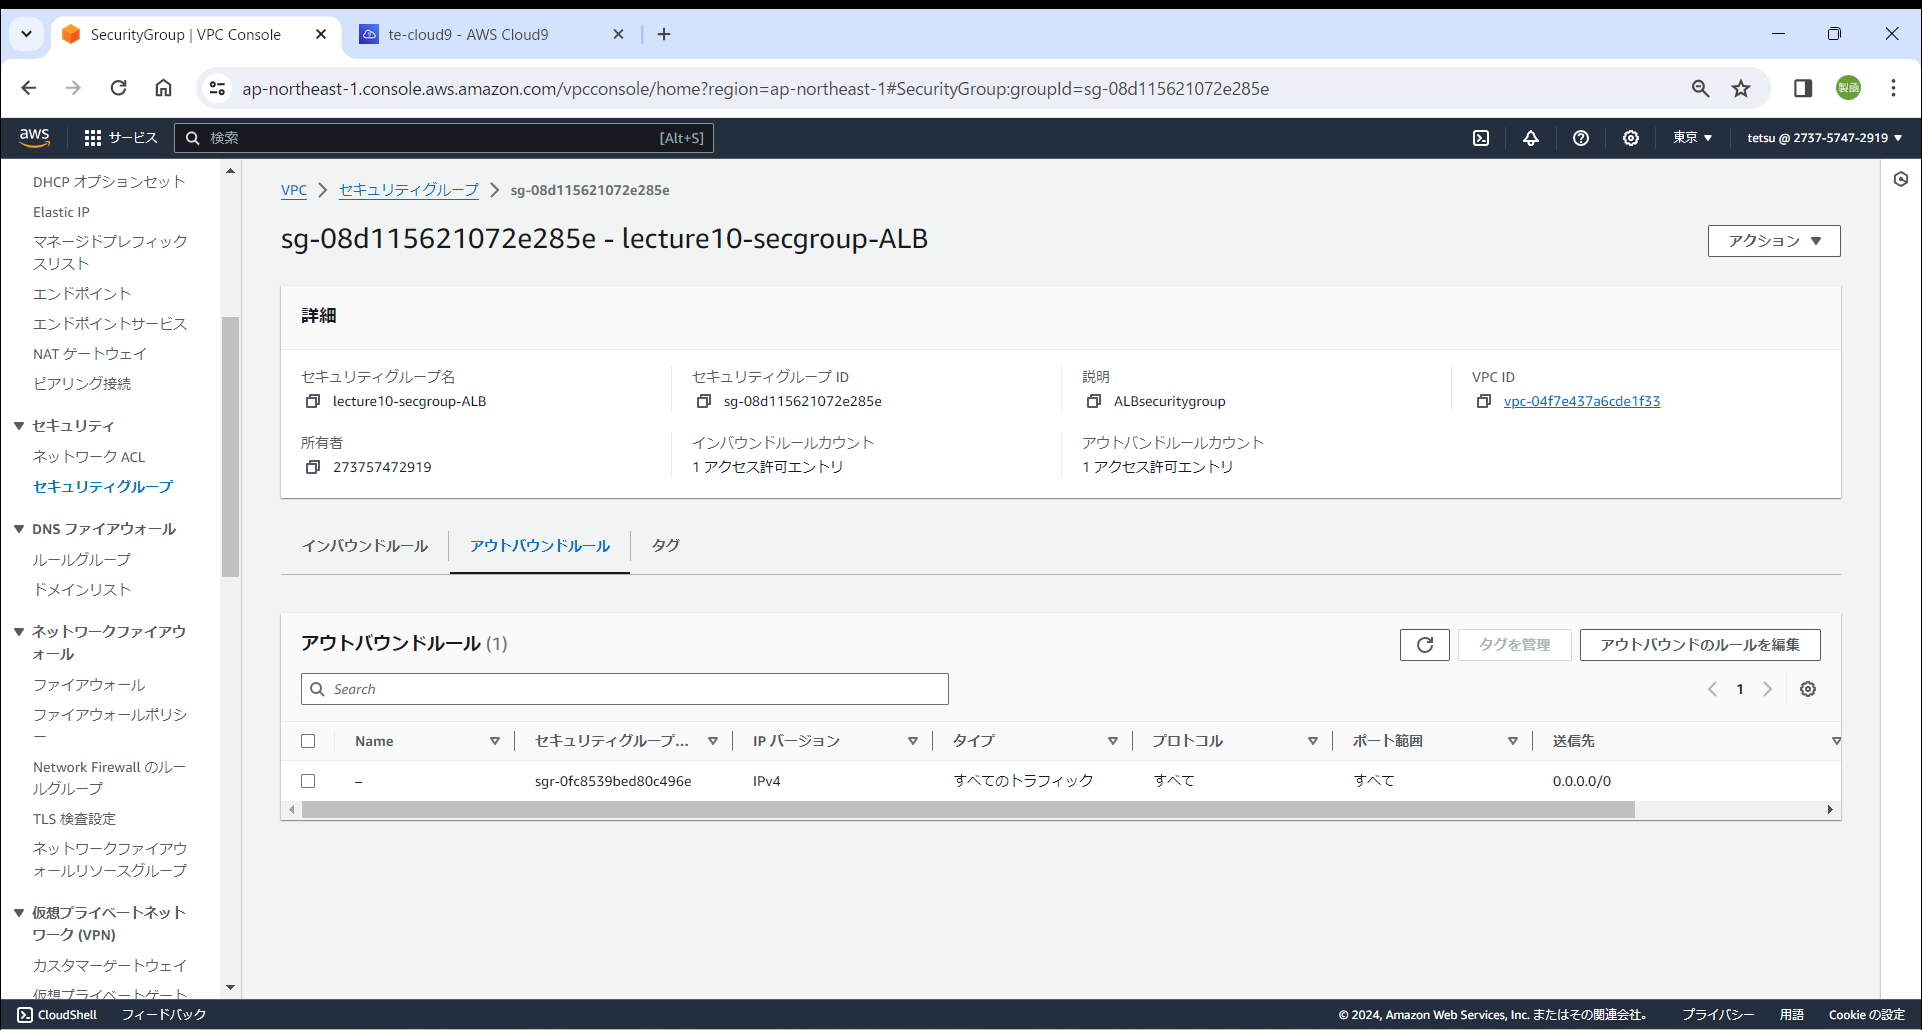 SecurityGroup | VPC Console
te-cloud9 - AWS Cloud9
ap-northeast-1.console.aws.amazon.com/vpcconsole/home?region=ap-northeast-1#SecurityGroup:groupId=sg-08d115621072e285e
製函
aws
サービス
検索
[Alt+S]
東京
tetsu @ 2737-5747-2919
DHCP オプションセット
Elastic IP
マネージドプレフィック
スリスト
エンドポイント
エンドポイントサービス
NAT ゲートウェイ
ピアリング接続
セキュリティ
ネットワーク ACL
セキュリティグループ
DNS ファイアウォール
ルールグループ
ドメインリスト
ネットワークファイアウ
ォール
ファイアウォール
ファイアウォールポリシ
ー
Network Firewall のルー
ルグループ
TLS 検査設定
ネットワークファイアウ
ォールリソースグループ
仮想プライベートネット
ワーク (VPN)
カスタマーゲートウェイ
仮想プライベートゲート
VPC
セキュリティグループ
sg-08d115621072e285e
sg-08d115621072e285e - lecture10-secgroup-ALB
アクション
詳細
セキュリティグループ名
lecture10-secgroup-ALB
セキュリティグループ ID
sg-08d115621072e285e
説明
ALBsecuritygroup
VPC ID
vpc-04f7e437a6cde1f33
所有者
273757472919
インバウンドルールカウント
1 アクセス許可エントリ
アウトバンドルールカウント
1 アクセス許可エントリ
インバウンドルール
アウトバウンドルール
タグ
アウトバウンドルール (1)
タグを管理
アウトバウンドのルールを編集
Search
1
Name
セキュリティグループ...
IP バージョン
タイプ
プロトコル
ポート範囲
送信先
–
sgr-0fc8539bed80c496e
IPv4
すべてのトラフィック
すべて
すべて
0.0.0.0/0
CloudShell
フィードバック
© 2024, Amazon Web Services, Inc. またはその関連会社。
プライバシー
用語
Cookie の設定